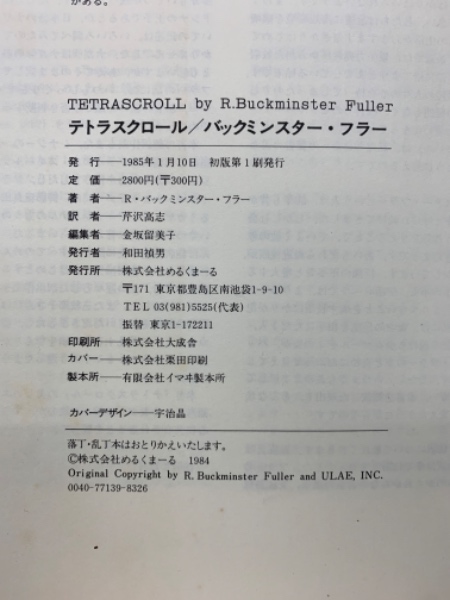 がある。
TETRASCROLL by R.Buckminster Fuller
テトラスクロール／バックミンスター・フラー
発　行──1985年1月10日　初版第1刷発行
定　価──2800円(〒300円)
著　者──R・バックミンスター・フラー
訳　者──芹沢高志
編集者──金坂留美子
発行者──和田禎男
発行所──株式会社めるくまーる
〒171 東京都豊島区南池袋1-9-10
TEL 03(981)5525(代表)
振替 東京1-172211
印刷所──株式会社大成舎
カバー──株式会社栗田印刷
製本所──有限会社イマヰ製本所
カバーデザイン──宇治晶
落丁・乱丁本はおとりかえいたします。
©株式会社めるくまーる　1984
Original Copyright by R. Buckminster Fuller and ULAE, INC.
0040-77139-8326